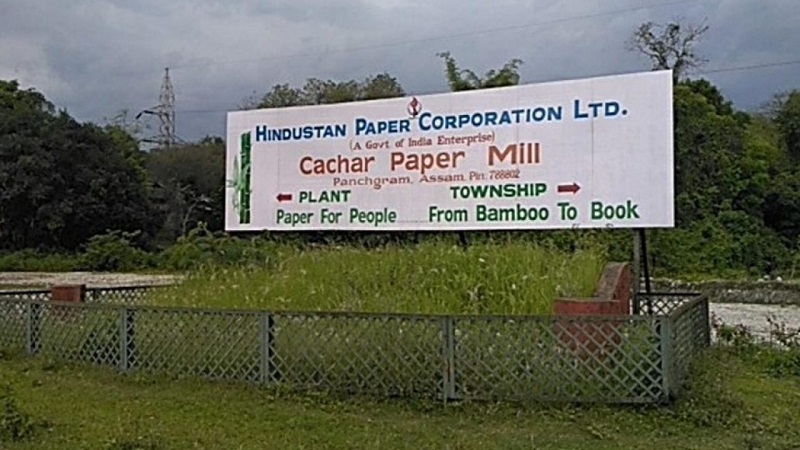 HINDUSTAN PAPER CORPORATION LTD.
(A Govt of India Enterprise)
Cachar Paper Mill
Panchgram, Assam. Pin: 788802
PLANT TOWNSHIP
Paper For People ...... From Bamboo To Book